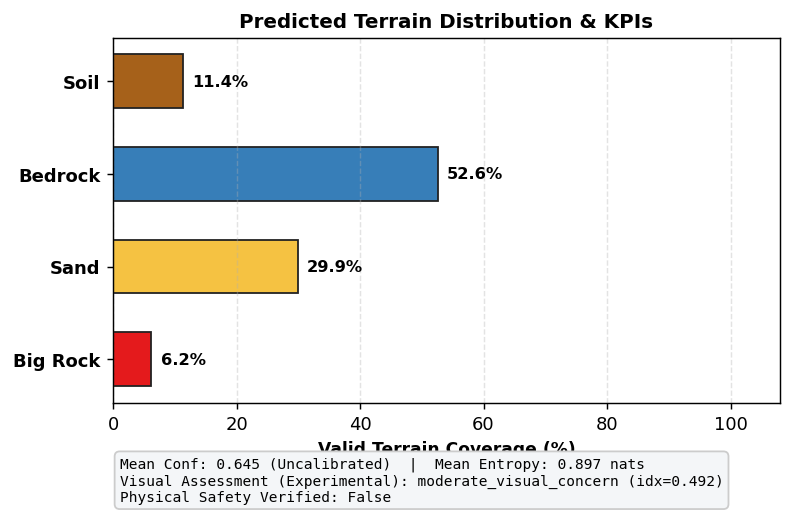 Predicted Terrain Distribution & KPIs
Soil
11.4%
Bedrock
52.6%
Sand
29.9%
Big Rock
6.2%
0 20 40 60 80 100
Valid Terrain Coverage (%)
Mean Conf: 0.645 (Uncalibrated) | Mean Entropy: 0.897 nats
Visual Assessment (Experimental): moderate_visual_concern (idx=0.492)
Physical Safety Verified: False